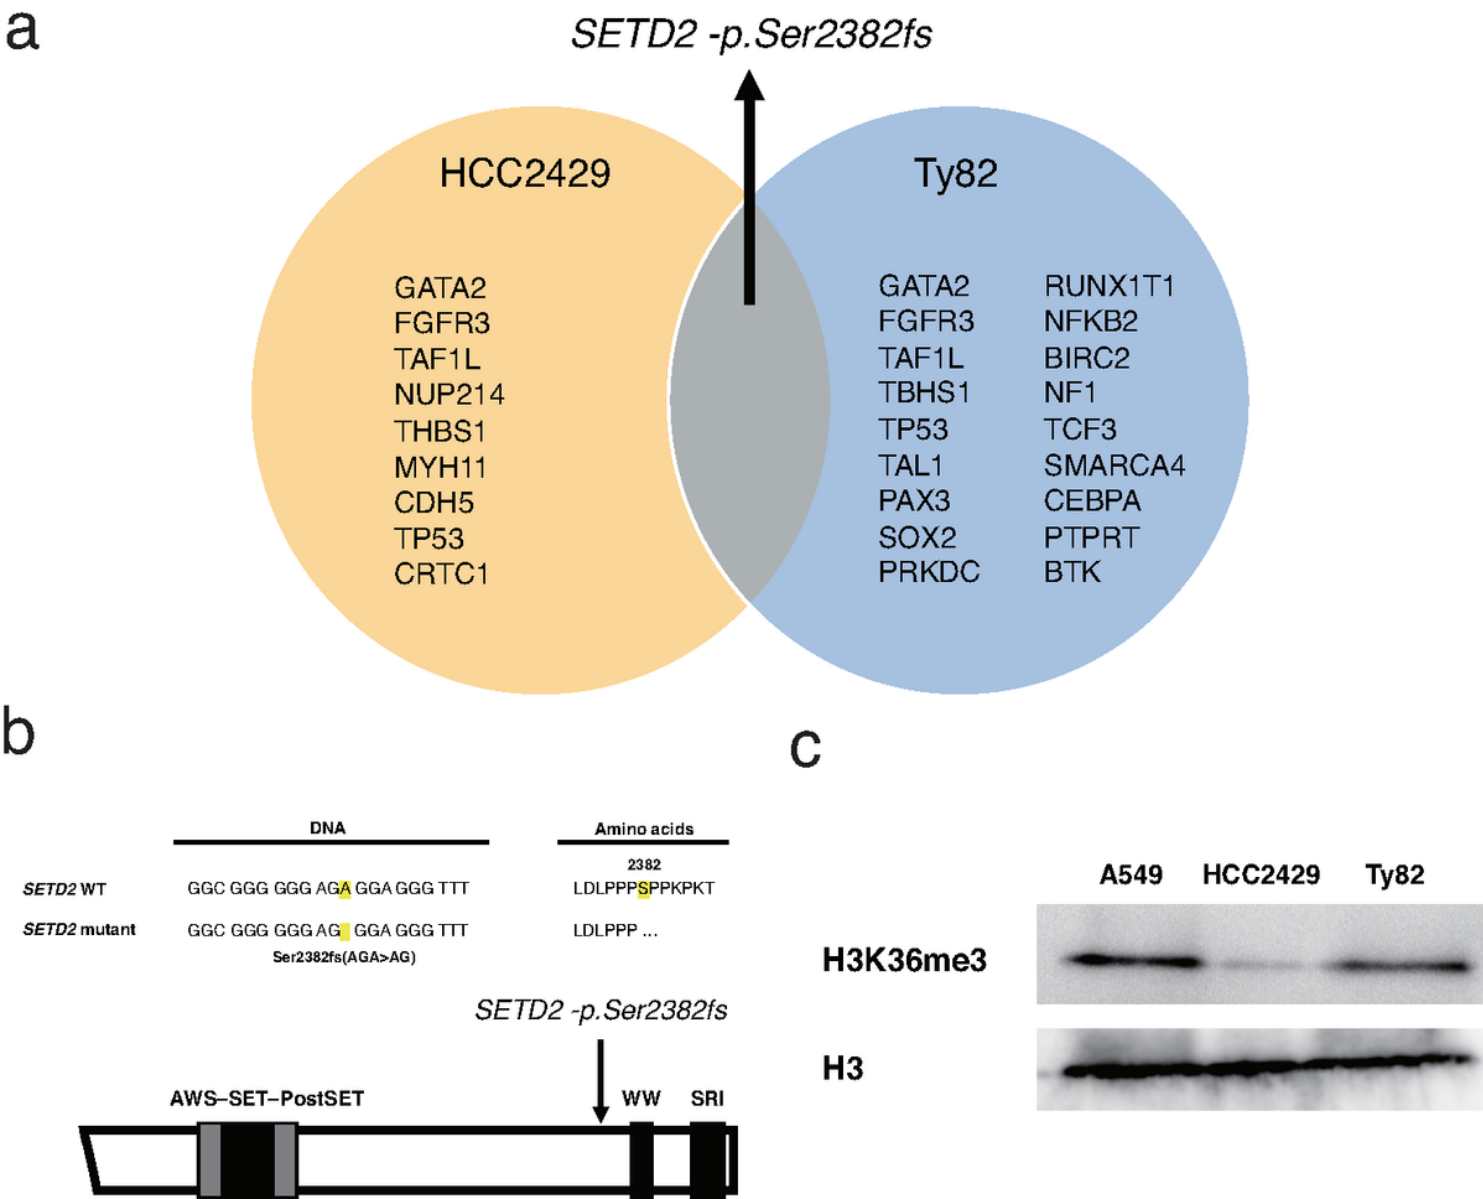 a
SETD2 -p.Ser2382fs
HCC2429
GATA2
FGFR3
TAF1L
NUP214
THBS1
MYH11
CDH5
TP53
CRTC1
Ty82
GATA2 RUNX1T1
FGFR3 NFKB2
TAF1L BIRC2
TBHS1 NF1
TP53 TCF3
TAL1 SMARCA4
PAX3 CEBPA
SOX2 PTPRT
PRKDC BTK
b
DNA Amino acids
2382
SETD2 WT GGC GGG GGG AGA GGA GGG TTT LDLPPPSPPKPKT
SETD2 mutant GGC GGG GGG AG GGA GGG TTT LDLPPP ...
Ser2382fs(AGA>AG)
SETD2 -p.Ser2382fs
AWS–SET–PostSET WW SRI
c
A549 HCC2429 Ty82
H3K36me3
H3